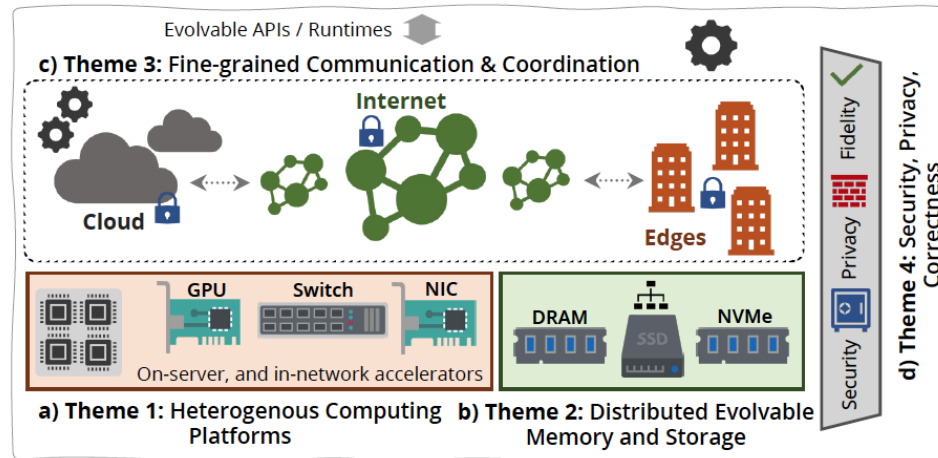 Evolvable APIs / Runtimes
c) Theme 3: Fine-grained Communication & Coordination
Internet
Cloud
Edges
GPU
Switch
NIC
On-server, and in-network accelerators
DRAM
SSD
NVMe
a) Theme 1: Heterogenous Computing
Platforms
b) Theme 2: Distributed Evolvable
Memory and Storage
Security
Privacy
Fidelity
d) Theme 4: Security, Privacy,
Correctness